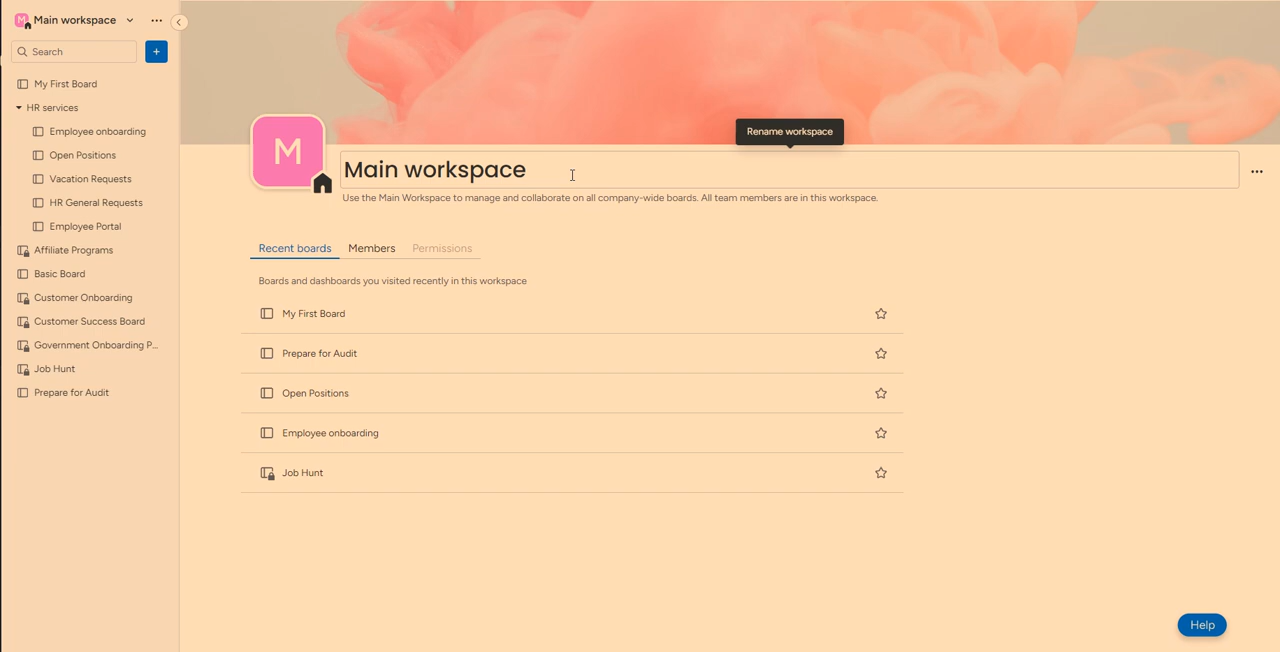 M Main workspace
Search
+
My First Board
HR services
Employee onboarding
Open Positions
Vacation Requests
HR General Requests
Employee Portal
Affiliate Programs
Basic Board
Customer Onboarding
Customer Success Board
Government Onboarding P...
Job Hunt
Prepare for Audit
Rename workspace
M
Main workspace
Use the Main Workspace to manage and collaborate on all company-wide boards. All team members are in this workspace.
Recent boards Members Permissions
Boards and dashboards you visited recently in this workspace
My First Board
Prepare for Audit
Open Positions
Employee onboarding
Job Hunt
Help